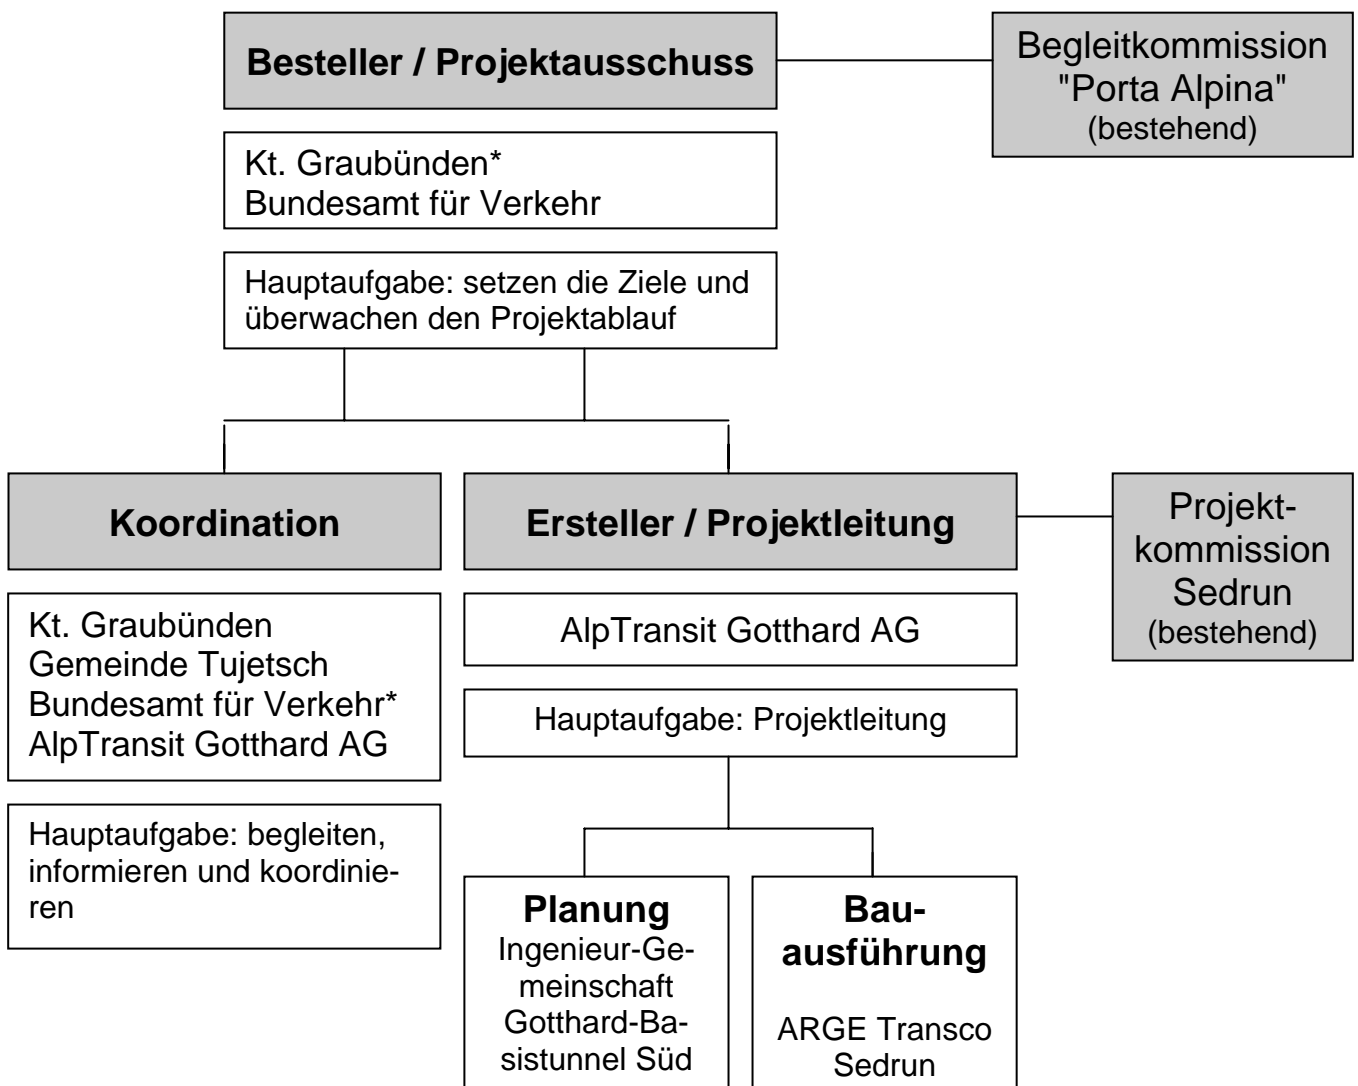 Besteller / Projektausschuss
Begleitkommission
"Porta Alpina"
(bestehend)
Kt. Graubünden*
Bundesamt für Verkehr
Hauptaufgabe: setzen die Ziele und
überwachen den Projektablauf
Koordination
Ersteller / Projektleitung
Projekt-
kommission
Sedrun
(bestehend)
Kt. Graubünden
Gemeinde Tujetsch
Bundesamt für Verkehr*
AlpTransit Gotthard AG
AlpTransit Gotthard AG
Hauptaufgabe: Projektleitung
Hauptaufgabe: begleiten,
informieren und koordinie-
ren
Planung
Ingenieur-Ge-
meinschaft
Gotthard-Ba-
sistunnel Süd
Bau-
ausführung
ARGE Transco
Sedrun